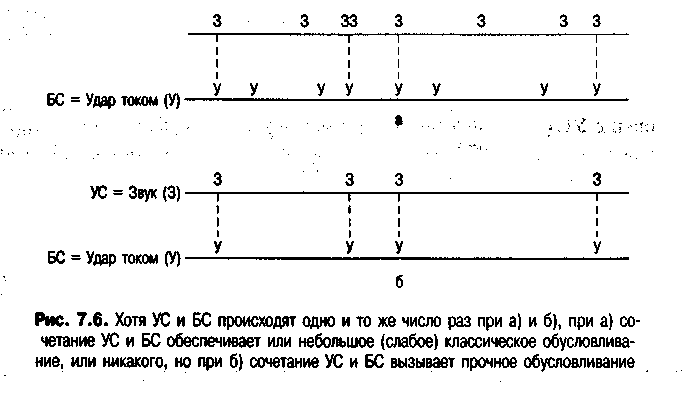 З З ЗЗ З З З З
У У У У У У У У
БС = Удар током (У)
а
З З З З
УС = Звук (З)
У У У У
БС = Удар током (У)
б
Рис. 7.6. Хотя УС и БС происходят одно и то же число раз при а) и б), при а) со-
четание УС и БС обеспечивает или небольшое (слабое) классическое обусловлива-
ние, или никакого, но при б) сочетание УС и БС вызывает прочное обусловливание